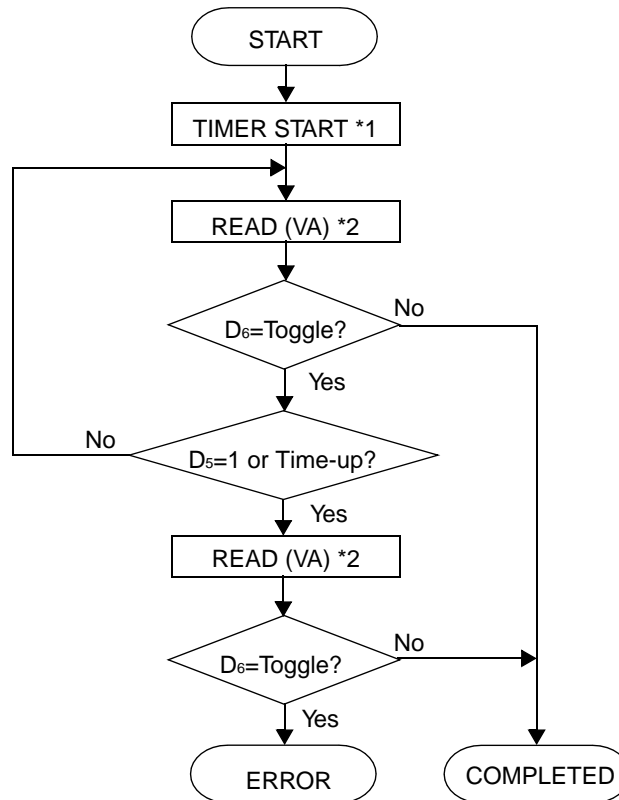 START
TIMER START *1
READ (VA) *2
No
D₆=Toggle?
Yes
No
D₅=1 or Time-up?
Yes
READ (VA) *2
No
D₆=Toggle?
Yes
ERROR
COMPLETED